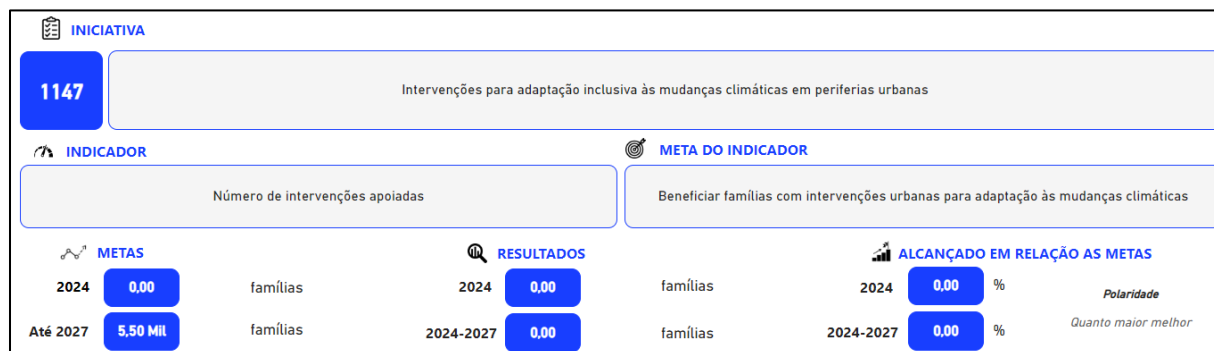 INICIATIVA
1147
Intervenções para adaptação inclusiva às mudanças climáticas em periferias urbanas
INDICADOR
META DO INDICADOR
Número de intervenções apoiadas
Beneficiar famílias com intervenções urbanas para adaptação às mudanças climáticas
METAS
RESULTADOS
ALCANÇADO EM RELAÇÃO AS METAS
2024 0,00 famílias 2024 0,00 famílias 2024 0,00 % Polaridade
Até 2027 5,50 Mil famílias 2024-2027 0,00 famílias 2024-2027 0,00 % Quanto maior melhor